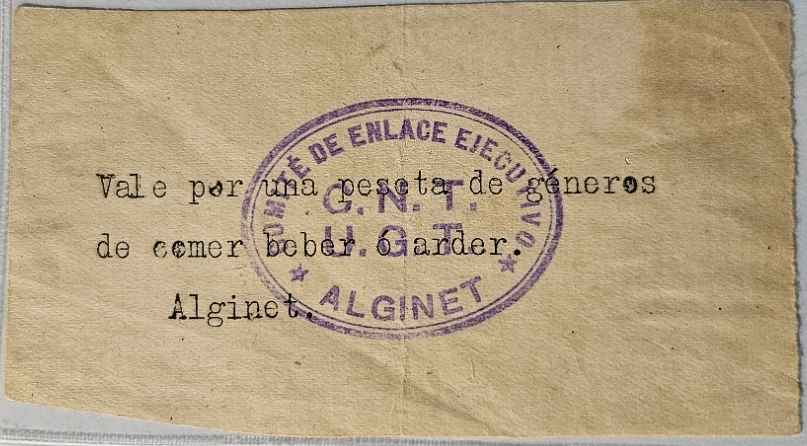 COMITÉ DE ENLACE EJECUTIVO
C.N.T.
U.G.T.
ALGINET
Vale por una peseta de géneros
de comer beber ó arder.
Alginet.